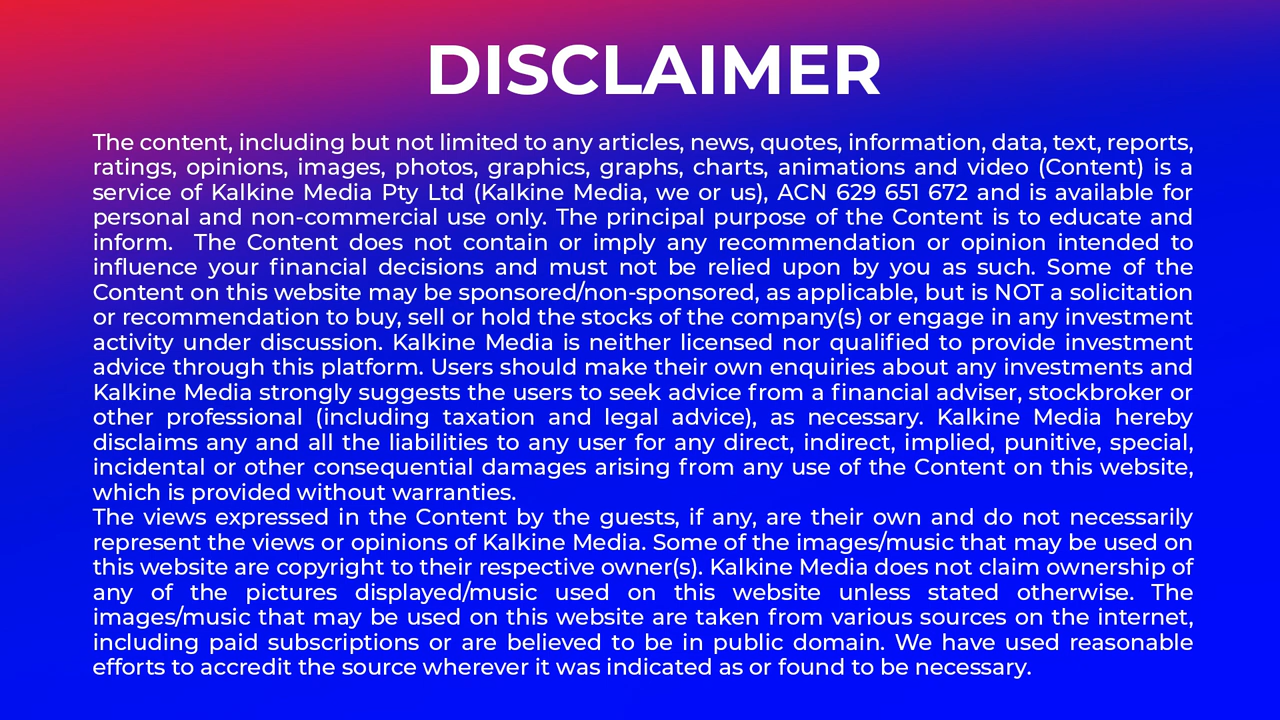 DISCLAIMER
The content, including but not limited to any articles, news, quotes, information, data, text, reports,
ratings, opinions, images, photos, graphics, graphs, charts, animations and video (Content) is a
service of Kalkine Media Pty Ltd (Kalkine Media, we or us), ACN 629 651 672 and is available for
personal and non-commercial use only. The principal purpose of the Content is to educate and
inform.  The Content does not contain or imply any recommendation or opinion intended to
influence your financial decisions and must not be relied upon by you as such. Some of the
Content on this website may be sponsored/non-sponsored, as applicable, but is NOT a solicitation
or recommendation to buy, sell or hold the stocks of the company(s) or engage in any investment
activity under discussion. Kalkine Media is neither licensed nor qualified to provide investment
advice through this platform. Users should make their own enquiries about any investments and
Kalkine Media strongly suggests the users to seek advice from a financial adviser, stockbroker or
other professional (including taxation and legal advice), as necessary. Kalkine Media hereby
disclaims any and all the liabilities to any user for any direct, indirect, implied, punitive, special,
incidental or other consequential damages arising from any use of the Content on this website,
which is provided without warranties.
The views expressed in the Content by the guests, if any, are their own and do not necessarily
represent the views or opinions of Kalkine Media. Some of the images/music that may be used on
this website are copyright to their respective owner(s). Kalkine Media does not claim ownership of
any of the pictures displayed/music used on this website unless stated otherwise. The
images/music that may be used on this website are taken from various sources on the internet,
including paid subscriptions or are believed to be in public domain. We have used reasonable
efforts to accredit the source wherever it was indicated as or found to be necessary.